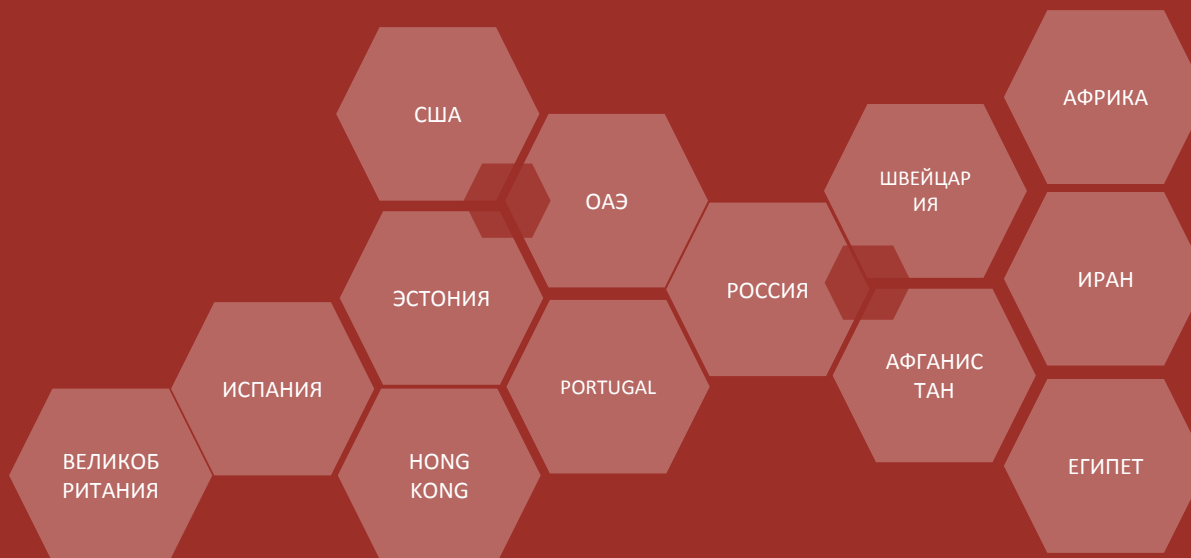 США
АФРИКА
ОАЭ
ШВЕЙЦАР
ИЯ
ЭСТОНИЯ
РОССИЯ
ИРАН
ИСПАНИЯ
PORTUGAL
АФГАНИС
ТАН
ВЕЛИКОБ
РИТАНИЯ
HONG
KONG
ЕГИПЕТ